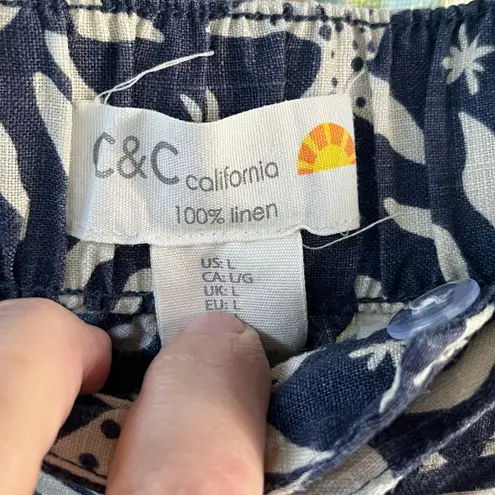 C&C california
100% linen
US: L
CA: L/G
UK: L
EU: L